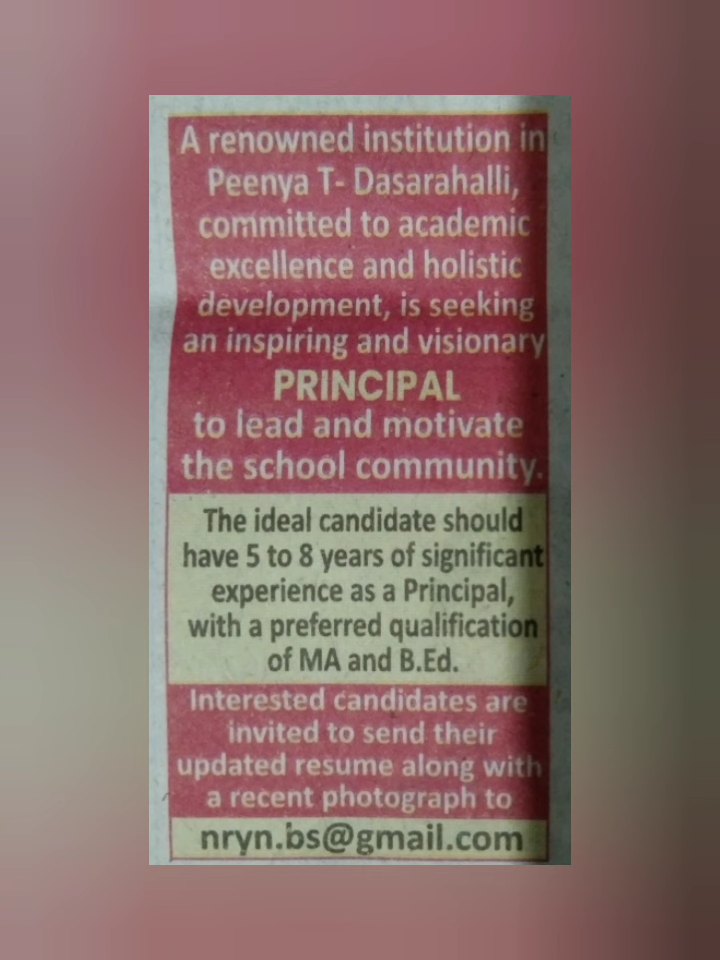 A renowned institution in
Peenya T- Dasarahalli,
committed to academic
excellence and holistic
development, is seeking
an inspiring and visionary
PRINCIPAL
to lead and motivate
the school community.
The ideal candidate should
have 5 to 8 years of significant
experience as a Principal,
with a preferred qualification
of MA and B.Ed.
Interested candidates are
invited to send their
updated resume along with
a recent photograph to
nryn.bs@gmail.com